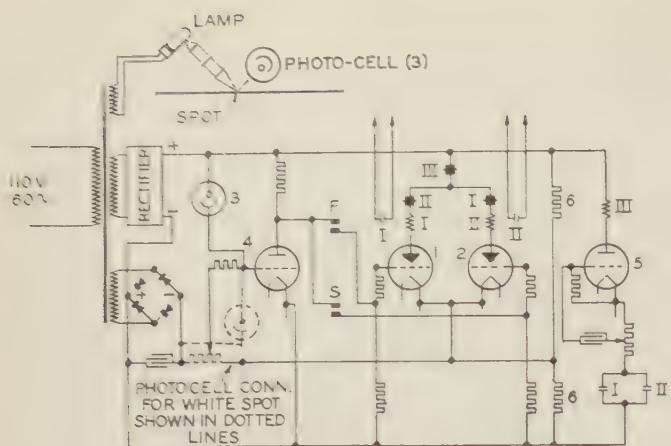 LAMP
PHOTO-CELL (3)
SPOT
110V
60~
RECTIFIER
+
-
3
4
F
S
I
II
I
1
III
I
II
2
II
6
III
5
6
I
II
+
-
PHOTO-CELL CONN.
FOR WHITE SPOT
SHOWN IN DOTTED
LINES